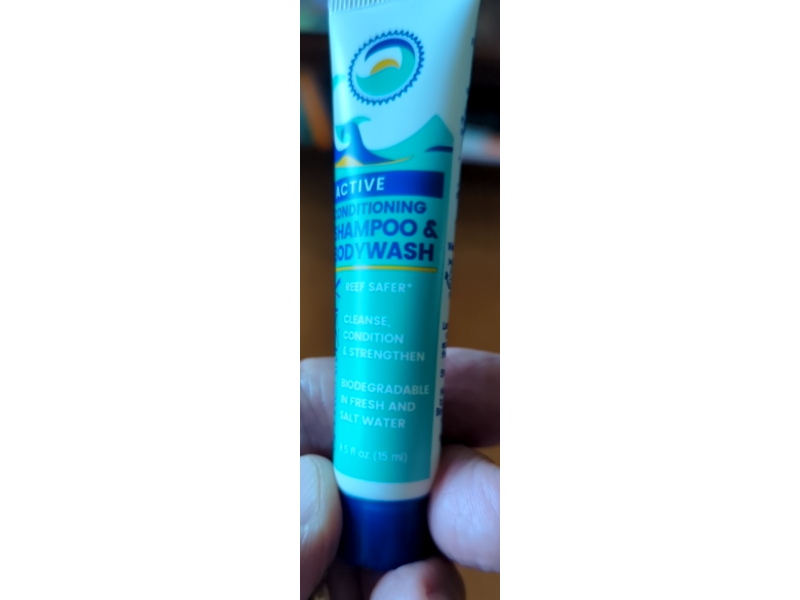 ACTIVE
CONDITIONING
SHAMPOO &
BODYWASH
REEF SAFER*
CLEANSE,
CONDITION
& STRENGTHEN
BIODEGRADABLE
IN FRESH AND
SALT WATER
.5 fl oz (15 ml)